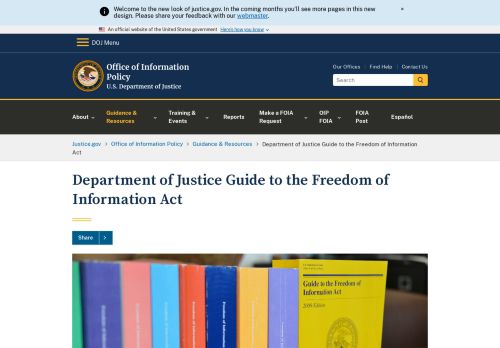 Welcome to the new look of justice.gov. In the coming months you'll see more pages in this new
design. Please share your feedback with our webmaster.
×
An official website of the United States government Here's how you know
DOJ Menu
Office of Information
Policy
U.S. Department of Justice
Our Offices Find Help Contact Us
Search
About
Guidance &
Resources
Training &
Events
Reports
Make a FOIA
Request
OIP
FOIA
FOIA
Post
Español
Justice.gov > Office of Information Policy > Guidance & Resources > Department of Justice Guide to the Freedom of Information
Act
Department of Justice Guide to the Freedom of
Information Act
Share >
Freedom of Infor
Guide to the Freedom of
Information Act
2009 Edition